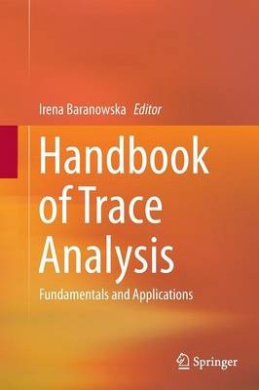 Irena Baranowska Editor
Handbook
of Trace
Analysis
Fundamentals and Applications
Springer